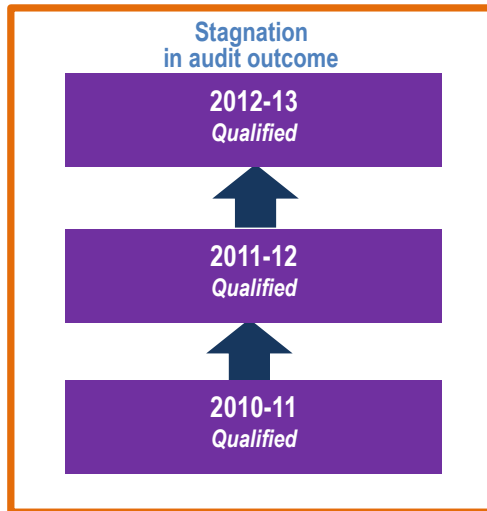 Stagnation
in audit outcome
2012-13
Qualified
2011-12
Qualified
2010-11
Qualified